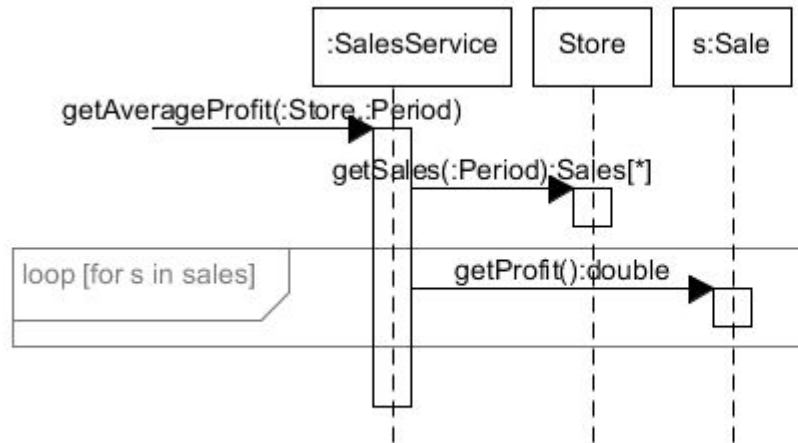 :SalesService
Store
s:Sale
getAverageProfit(:Store,:Period)
getSales(:Period):Sales[*]
loop [for s in sales]
getProfit():double